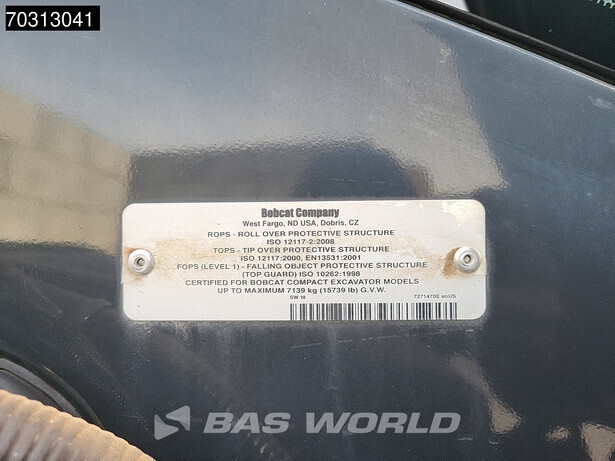 70313041
Bobcat Company
West Fargo, ND USA, Dobris, CZ
ROPS - ROLL OVER PROTECTIVE STRUCTURE
ISO 12117-2:2008
TOPS - TIP OVER PROTECTIVE STRUCTURE
ISO 12117:2000, EN13531:2001
FOPS (LEVEL 1) - FALLING OBJECT PROTECTIVE STRUCTURE
(TOP GUARD) ISO 10262:1998
CERTIFIED FOR BOBCAT COMPACT EXCAVATOR MODELS
UP TO MAXIMUM 7139 kg (15739 lb) G.V.W.
SW 18 7271470​2 enUS
BAS WORLD